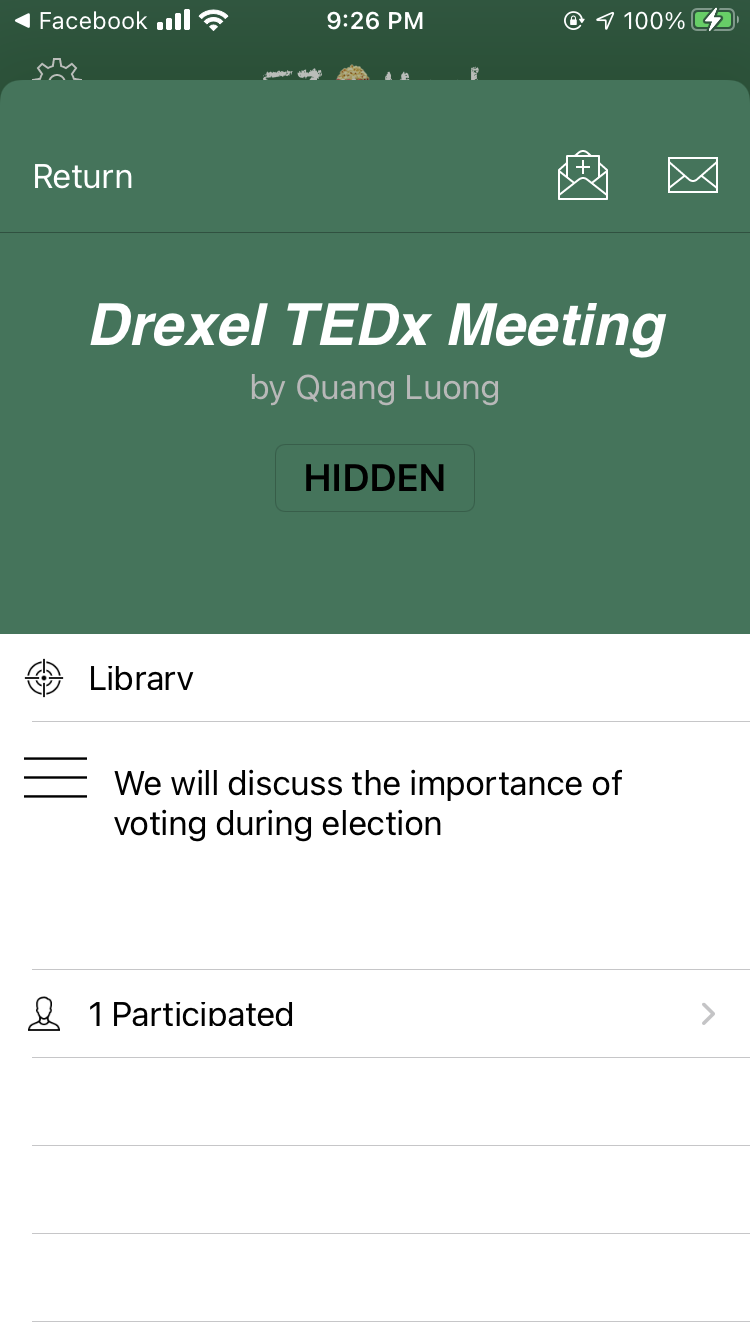 Facebook 9:26 PM 100%
Return
Drexel TEDx Meeting
by Quang Luong
HIDDEN
Library
We will discuss the importance of
voting during election
1 Participated